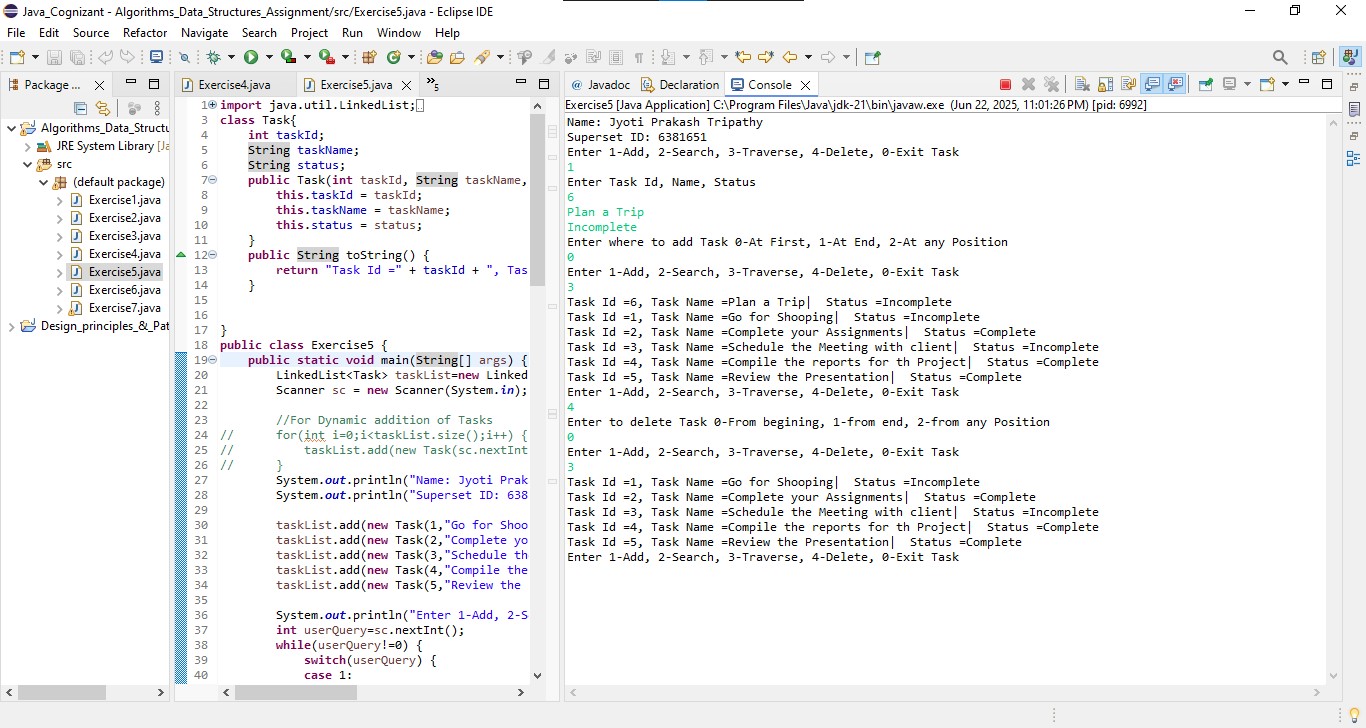 Java_Cognizant - Algorithms_Data_Structures_Assignment/src/Exercise5.java - Eclipse IDE
File Edit Source Refactor Navigate Search Project Run Window Help
Package ...
Algorithms_Data_Structu
JRE System Library [Ja
src
(default package)
Exercise1.java
Exercise2.java
Exercise3.java
Exercise4.java
Exercise5.java
Exercise6.java
Exercise7.java
Design_principles_&_Pat
Exercise4.java Exercise5.java »5
1 import java.util.LinkedList;
3 class Task{
4 int taskId;
5 String taskName;
6 String status;
7 public Task(int taskId, String taskName,
8 this.taskId = taskId;
9 this.taskName = taskName;
10 this.status = status;
11 }
12 public String toString() {
13 return "Task Id =" + taskId + ", Tas
14 }
15
16
17 }
18 public class Exercise5 {
19 public static void main(String[] args) {
20 LinkedList<Task> taskList=new Linked
21 Scanner sc = new Scanner(System.in);
22
23 //For Dynamic addition of Tasks
24 // for(int i=0;i<taskList.size();i++) {
25 // taskList.add(new Task(sc.nextInt
26 // }
27 System.out.println("Name: Jyoti Prak
28 System.out.println("Superset ID: 638
29
30 taskList.add(new Task(1,"Go for Shoo
31 taskList.add(new Task(2,"Complete yo
32 taskList.add(new Task(3,"Schedule th
33 taskList.add(new Task(4,"Compile the
34 taskList.add(new Task(5,"Review the
35
36 System.out.println("Enter 1-Add, 2-S
37 int userQuery=sc.nextInt();
38 while(userQuery!=0) {
39 switch(userQuery) {
40 case 1:
@ Javadoc Declaration Console
Exercise5 [Java Application] C:\Program Files\Java\jdk-21\bin\javaw.exe (Jun 22, 2025, 11:01:26 PM) [pid: 6992]
Name: Jyoti Prakash Tripathy
Superset ID: 6381651
Enter 1-Add, 2-Search, 3-Traverse, 4-Delete, 0-Exit Task
1
Enter Task Id, Name, Status
6
Plan a Trip
Incomplete
Enter where to add Task 0-At First, 1-At End, 2-At any Position
0
Enter 1-Add, 2-Search, 3-Traverse, 4-Delete, 0-Exit Task
3
Task Id =6, Task Name =Plan a Trip| Status =Incomplete
Task Id =1, Task Name =Go for Shooping| Status =Incomplete
Task Id =2, Task Name =Complete your Assignments| Status =Complete
Task Id =3, Task Name =Schedule the Meeting with client| Status =Incomplete
Task Id =4, Task Name =Compile the reports for th Project| Status =Complete
Task Id =5, Task Name =Review the Presentation| Status =Complete
Enter 1-Add, 2-Search, 3-Traverse, 4-Delete, 0-Exit Task
4
Enter to delete Task 0-From begining, 1-from end, 2-from any Position
0
Enter 1-Add, 2-Search, 3-Traverse, 4-Delete, 0-Exit Task
3
Task Id =1, Task Name =Go for Shooping| Status =Incomplete
Task Id =2, Task Name =Complete your Assignments| Status =Complete
Task Id =3, Task Name =Schedule the Meeting with client| Status =Incomplete
Task Id =4, Task Name =Compile the reports for th Project| Status =Complete
Task Id =5, Task Name =Review the Presentation| Status =Complete
Enter 1-Add, 2-Search, 3-Traverse, 4-Delete, 0-Exit Task